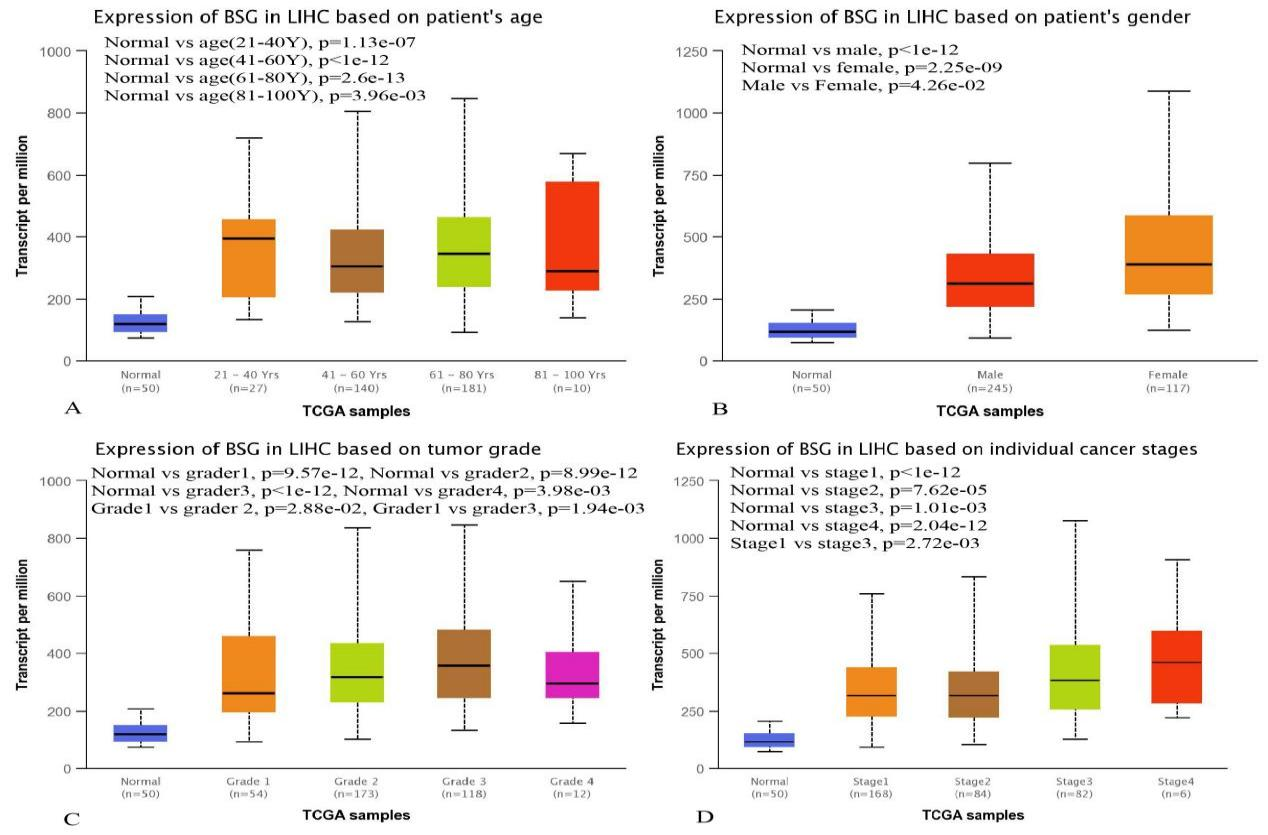 Expression of BSG in LIHC based on patient's age
Normal vs age(21-40Y), p=1.13e-07
Normal vs age(41-60Y), p<1e-12
Normal vs age(61-80Y), p=2.6e-13
Normal vs age(81-100Y), p=3.96e-03
1000
800
600
400
200
0
Transcript per million
Normal
(n=50)
21 – 40 Yrs
(n=27)
41 – 60 Yrs
(n=140)
61 – 80 Yrs
(n=181)
81 – 100 Yrs
(n=10)
A
TCGA samples
Expression of BSG in LIHC based on patient's gender
Normal vs male, p<1e-12
Normal vs female, p=2.25e-09
Male vs Female, p=4.26e-02
1250
1000
750
500
250
0
Transcript per million
Normal
(n=50)
Male
(n=245)
Female
(n=117)
B
TCGA samples
Expression of BSG in LIHC based on tumor grade
Normal vs grader1, p=9.57e-12, Normal vs grader2, p=8.99e-12
Normal vs grader3, p<1e-12, Normal vs grader4, p=3.98e-03
Grade1 vs grader 2, p=2.88e-02, Grader1 vs grader3, p=1.94e-03
1000
800
600
400
200
0
Transcript per million
Normal
(n=50)
Grade 1
(n=54)
Grade 2
(n=173)
Grade 3
(n=118)
Grade 4
(n=12)
C
TCGA samples
Expression of BSG in LIHC based on individual cancer stages
Normal vs stage1, p<1e-12
Normal vs stage2, p=7.62e-05
Normal vs stage3, p=1.01e-03
Normal vs stage4, p=2.04e-12
Stage1 vs stage3, p=2.72e-03
1250
1000
750
500
250
0
Transcript per million
Normal
(n=50)
Stage1
(n=168)
Stage2
(n=84)
Stage3
(n=82)
Stage4
(n=6)
D
TCGA samples